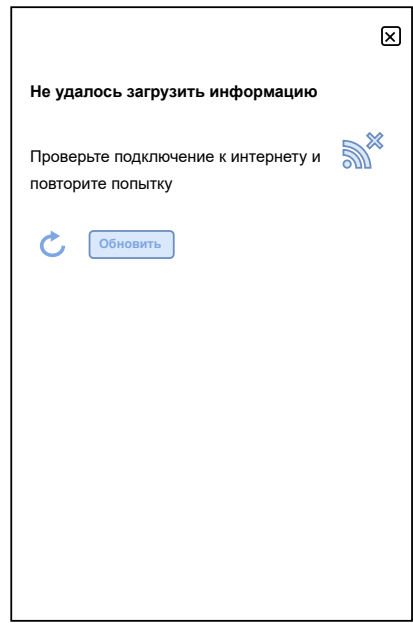 Не удалось загрузить информацию
Проверьте подключение к интернету и
повторите попытку
Обновить